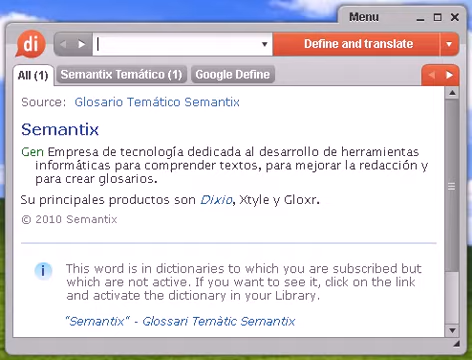 Menu
di
Define and translate
All (1)
Semantix Temático (1)
Google Define
Source: Glosario Temático Semantix
Semantix
Gen Empresa de tecnología dedicada al desarrollo de herramientas
informáticas para comprender textos, para mejorar la redacción y
para crear glosarios.
Su principales productos son Dixio, Xtyle y Gloxr.
© 2010 Semantix
i
This word is in dictionaries to which you are subscribed but
which are not active. If you want to see it, click on the link
and activate the dictionary in your Library.
"Semantix" - Glossari Temàtic Semantix